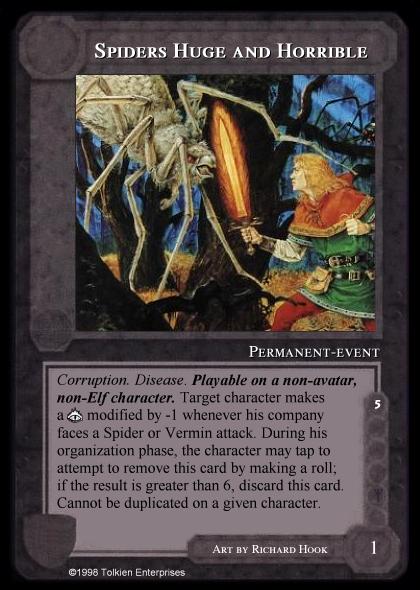 Spiders Huge and Horrible
Permanent-event
Corruption. Disease. Playable on a non-avatar,
non-Elf character. Target character makes
a modified by -1 whenever his company
faces a Spider or Vermin attack. During his
organization phase, the character may tap to
attempt to remove this card by making a roll;
if the result is greater than 6, discard this card.
Cannot be duplicated on a given character.
5
Art by Richard Hook
1
©1998 Tolkien Enterprises